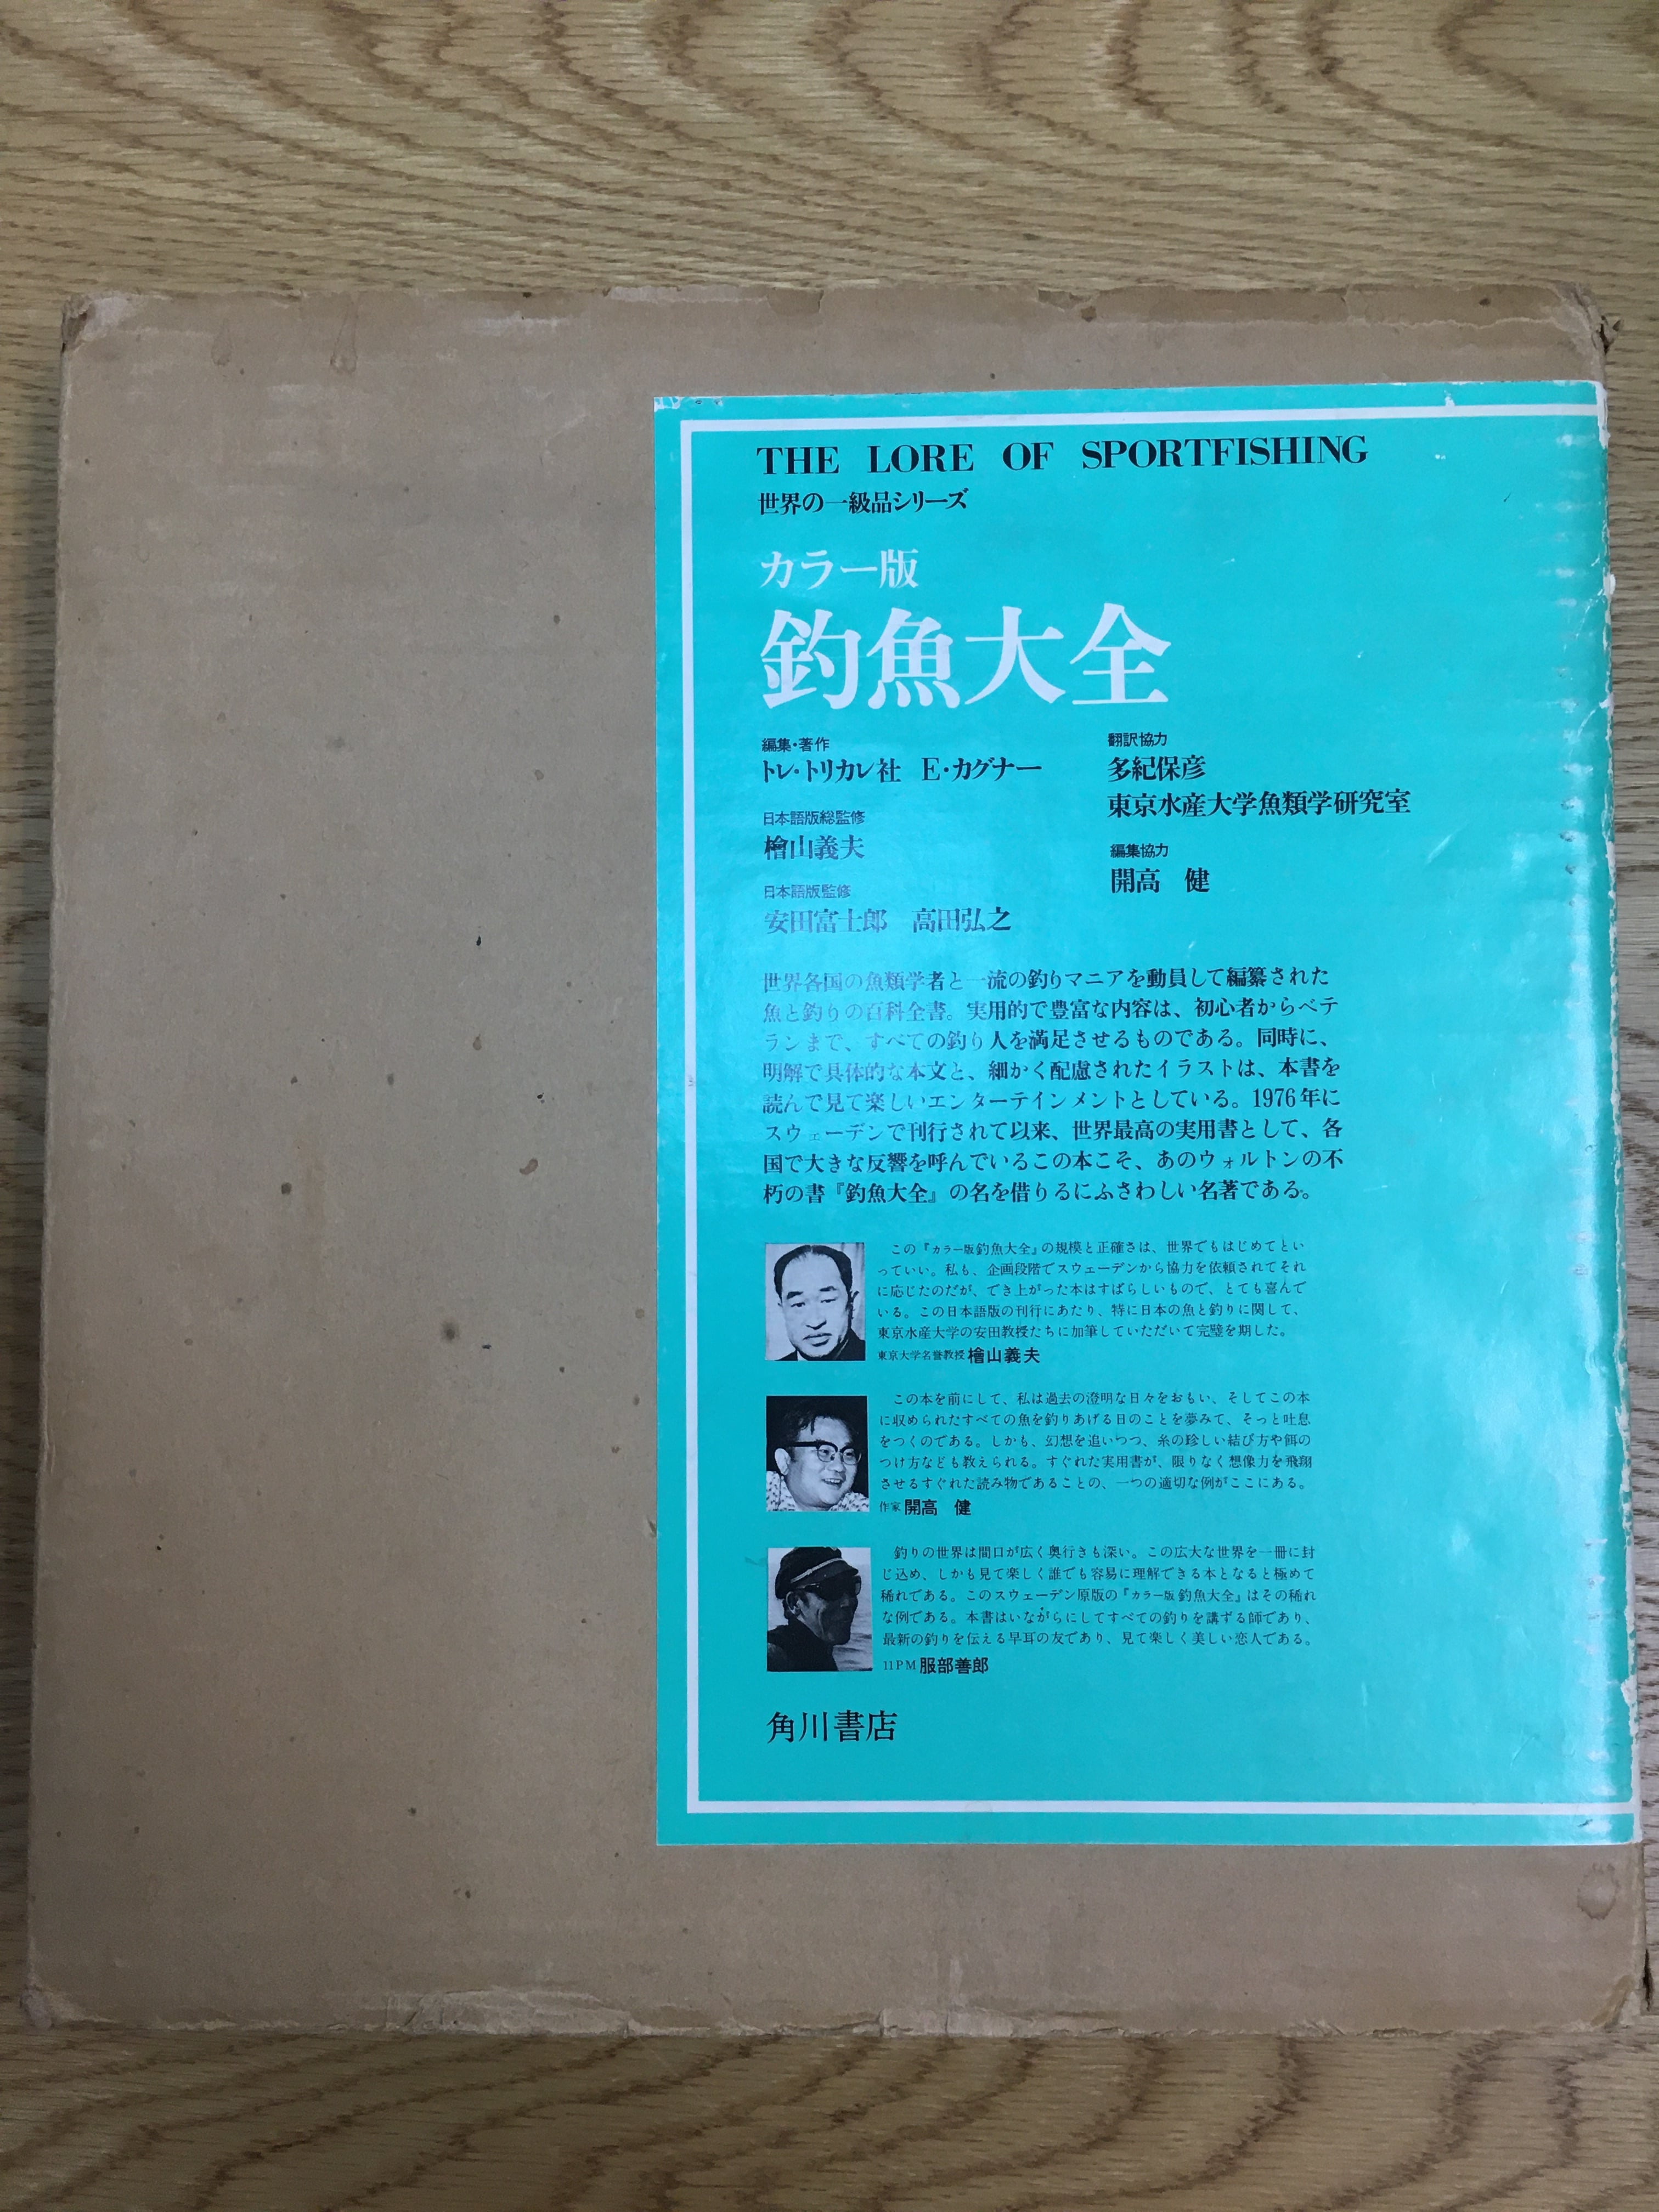 THE LORE OF SPORTFISHING
世界の一級品シリーズ
カラー版
釣魚大全
編集・著作
トレ・トリカレ社 E・カグナー
日本語版総監修
檜山義夫
日本語版監修
安田富士郎 高田弘之
翻訳協力
多紀保彦
東京水産大学魚類学研究室
編集協力
開高 健
世界各国の魚類学者と一流の釣りマニアを動員して編纂された
魚と釣りの百科全書。実用的で豊富な内容は、初心者からベテ
ランまで、すべての釣り人を満足させるものである。同時に、
明解で具体的な本文と、細かく配慮されたイラストは、本書を
読んで見て楽しいエンターテインメントとしている。1976年に
スウェーデンで刊行されて以来、世界最高の実用書として、各
国で大きな反響を呼んでいるこの本こそ、あのウォルトンの不
朽の書『釣魚大全』の名を借りるにふさわしい名著である。
この『カラー版釣魚大全』の規模と正確さは、世界でもはじめてとい
っていい。私も、企画段階でスウェーデンから協力を依頼されてそれ
に応じたのだが、でき上がった本はすばらしいもので、とても喜んで
いる。この日本語版の刊行にあたり、特に日本の魚と釣りに関して、
東京水産大学の安田教授たちに加筆していただいて完璧を期した。
東京大学名誉教授 檜山義夫
この本を前にして、私は過去の澄明な日々をおもい、そしてこの本
に収められたすべての魚を釣りあげる日のことを夢みて、そっと吐息
をつくのである。しかも、幻想を追いつつ、糸の珍しい結び方や餌の
つけ方なども教えられる。すぐれた実用書が、限りなく想像力を飛翔
させるすぐれた読み物であることの、一つの適切な例がここにある。
作家 開高 健
釣りの世界は間口が広く奥行きも深い。この広大な世界を一冊に封
じ込め、しかも見て楽しく誰でも容易に理解できる本となると極めて
稀れである。このスウェーデン原版の『カラー版 釣魚大全』はその稀れ
な例である。本書はいながらにしてすべての釣りを講ずる師であり、
最新の釣りを伝える早耳の友であり、見て楽しく美しい恋人である。
11PM 服部善郎
角川書店